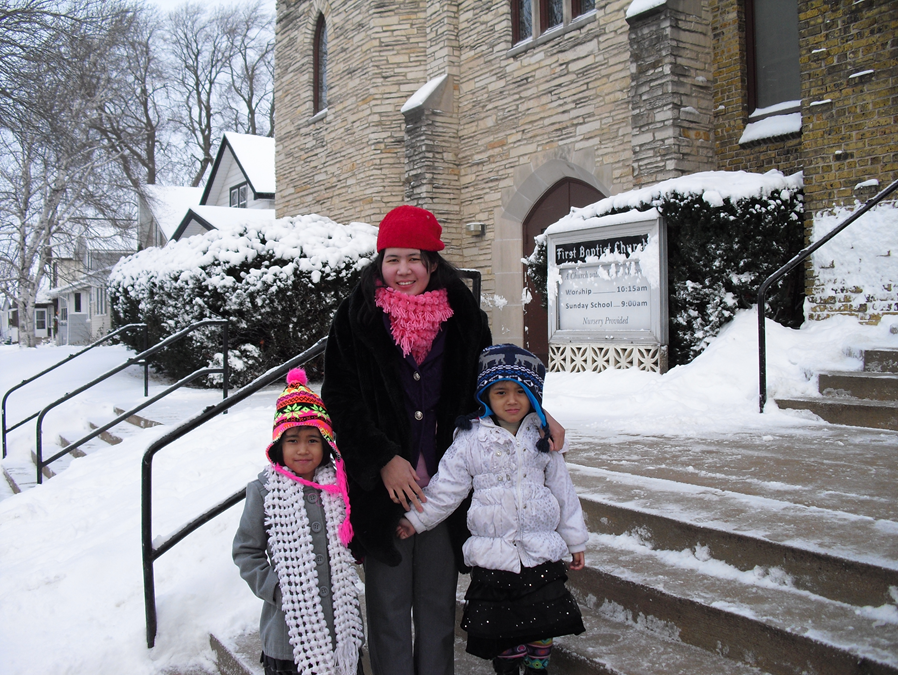 First Baptist Church
Worship 10:15am
Sunday School 9:00am
Nursery Provided